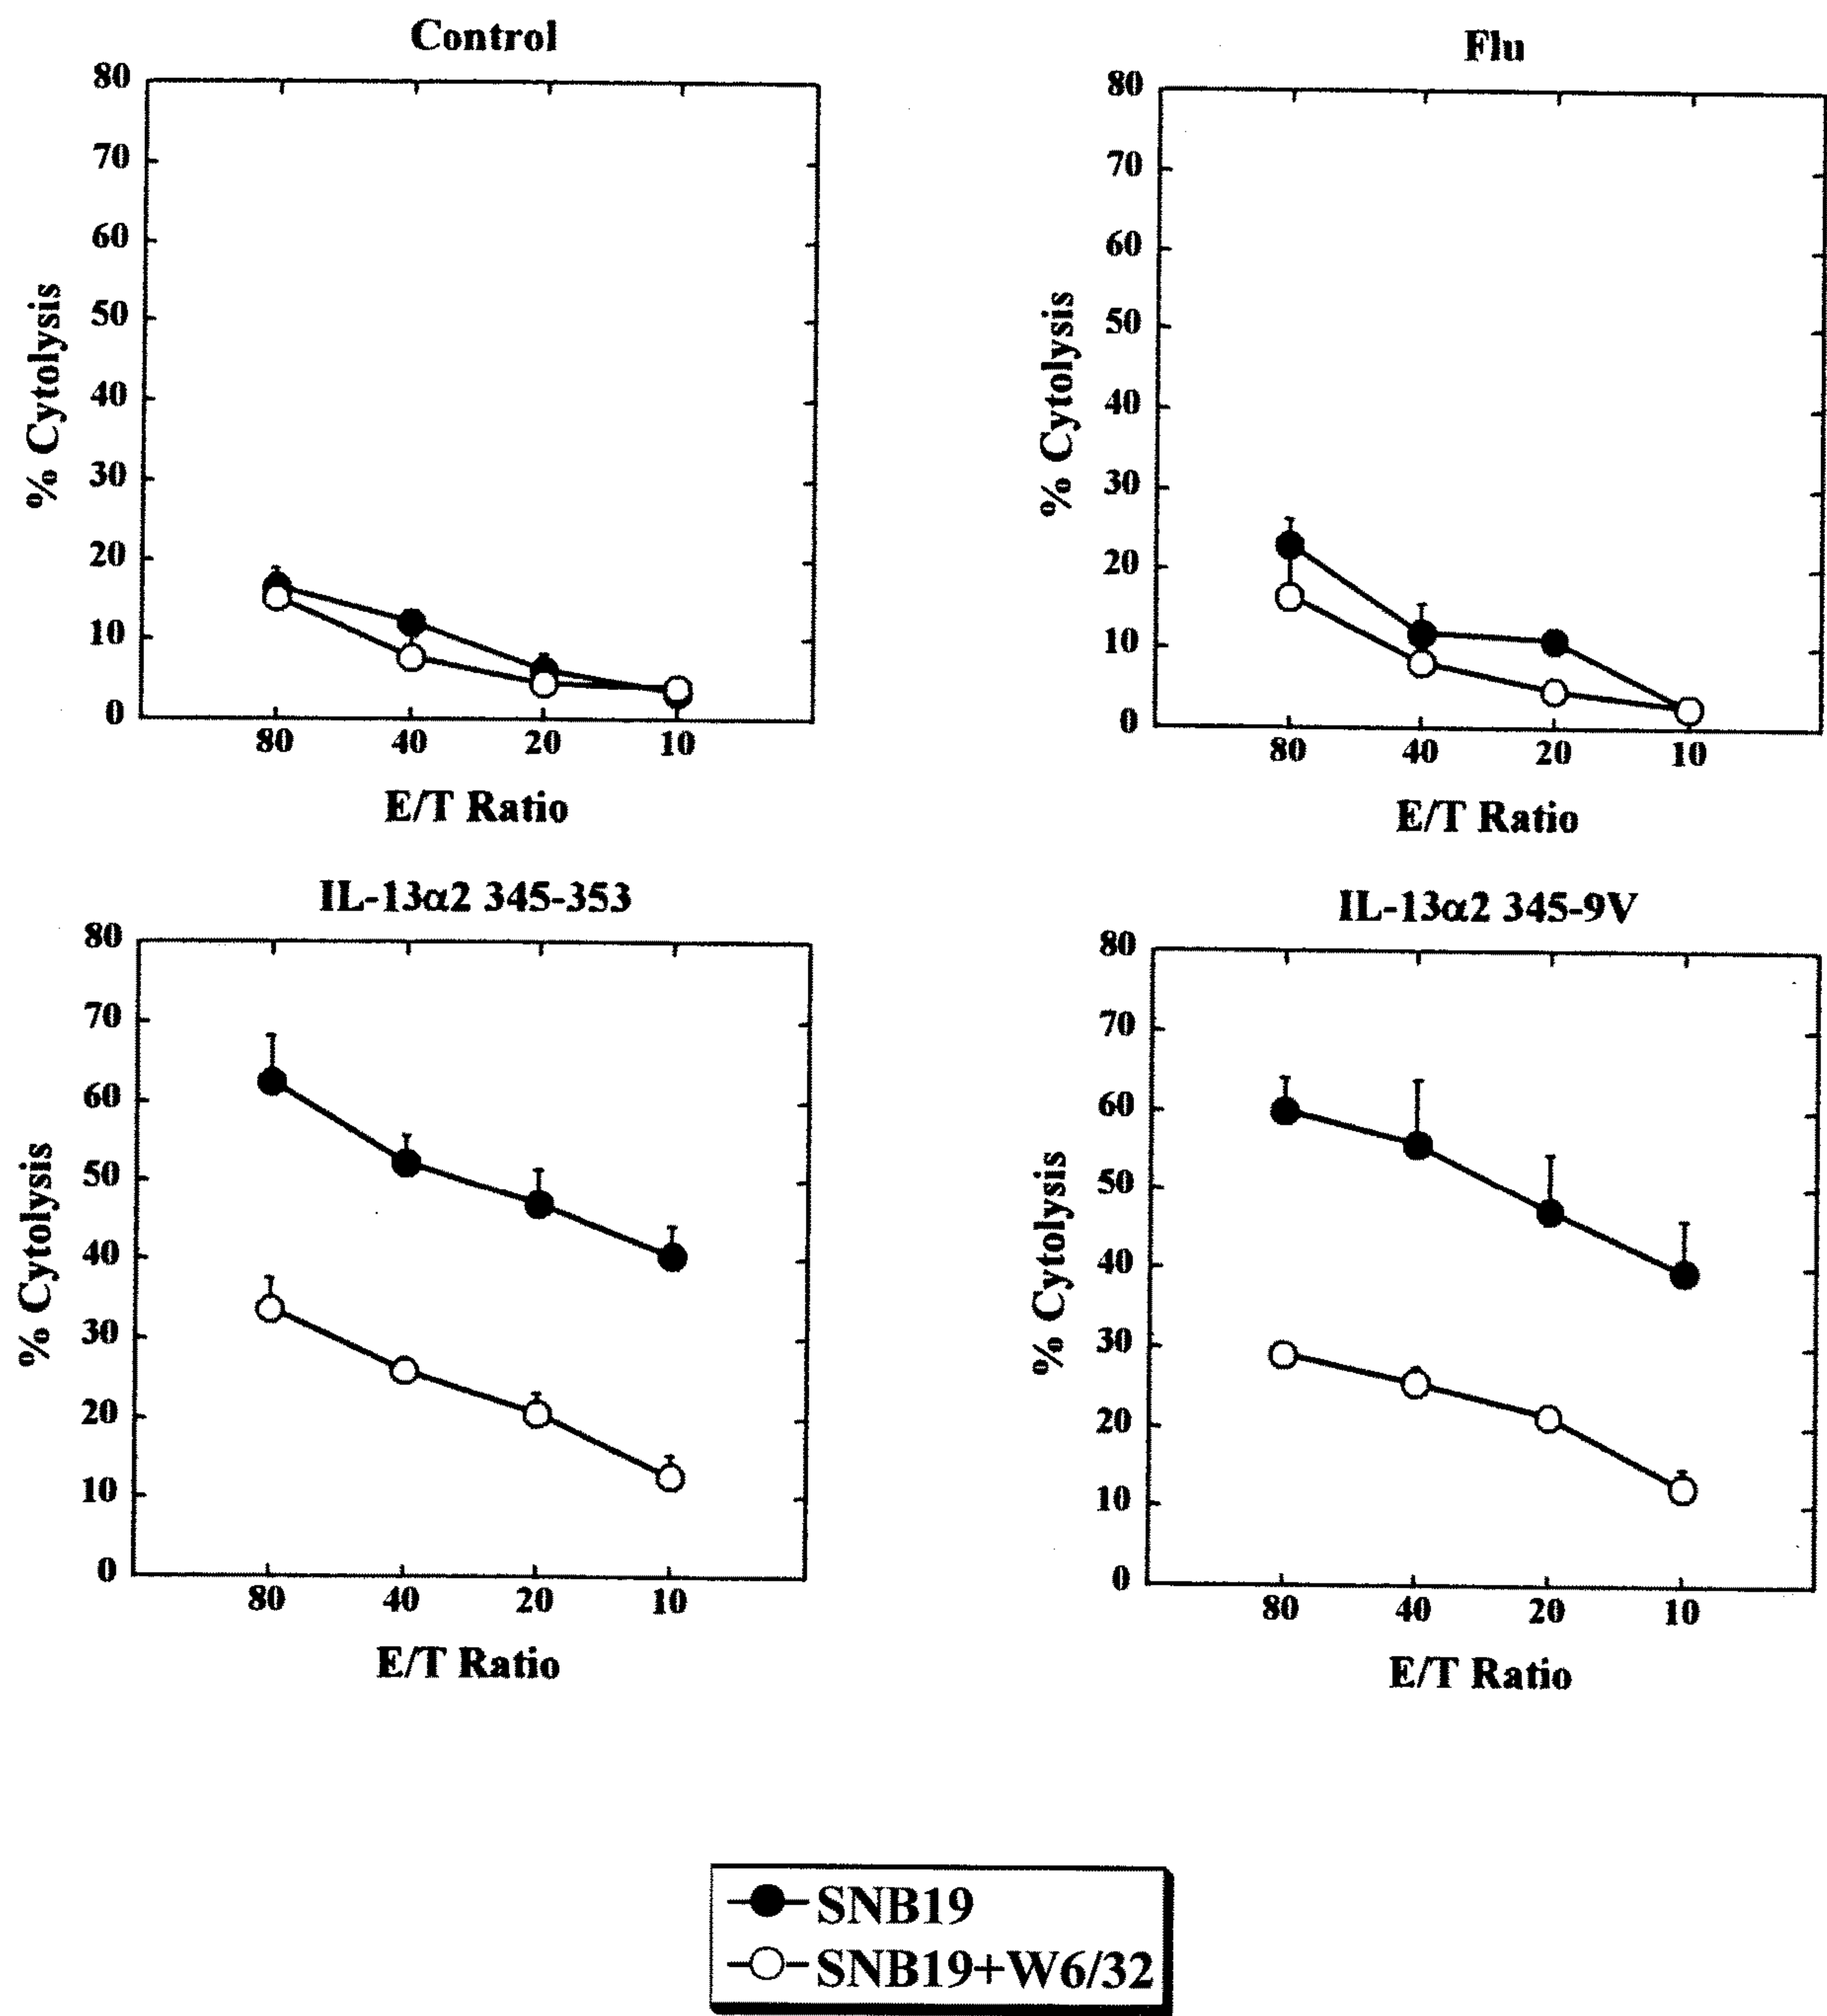 Control
80
70
60
50
40
30
20
10
0
% Cytolysis
80 40 20 10
E/T Ratio
Flu
80
70
60
50
40
30
20
10
0
% Cytolysis
80 40 20 10
E/T Ratio
IL-13α2 345-353
80
70
60
50
40
30
20
10
0
% Cytolysis
80 40 20 10
E/T Ratio
IL-13α2 345-9V
80
70
60
50
40
30
20
10
0
% Cytolysis
80 40 20 10
E/T Ratio
SNB19
SNB19+W6/32